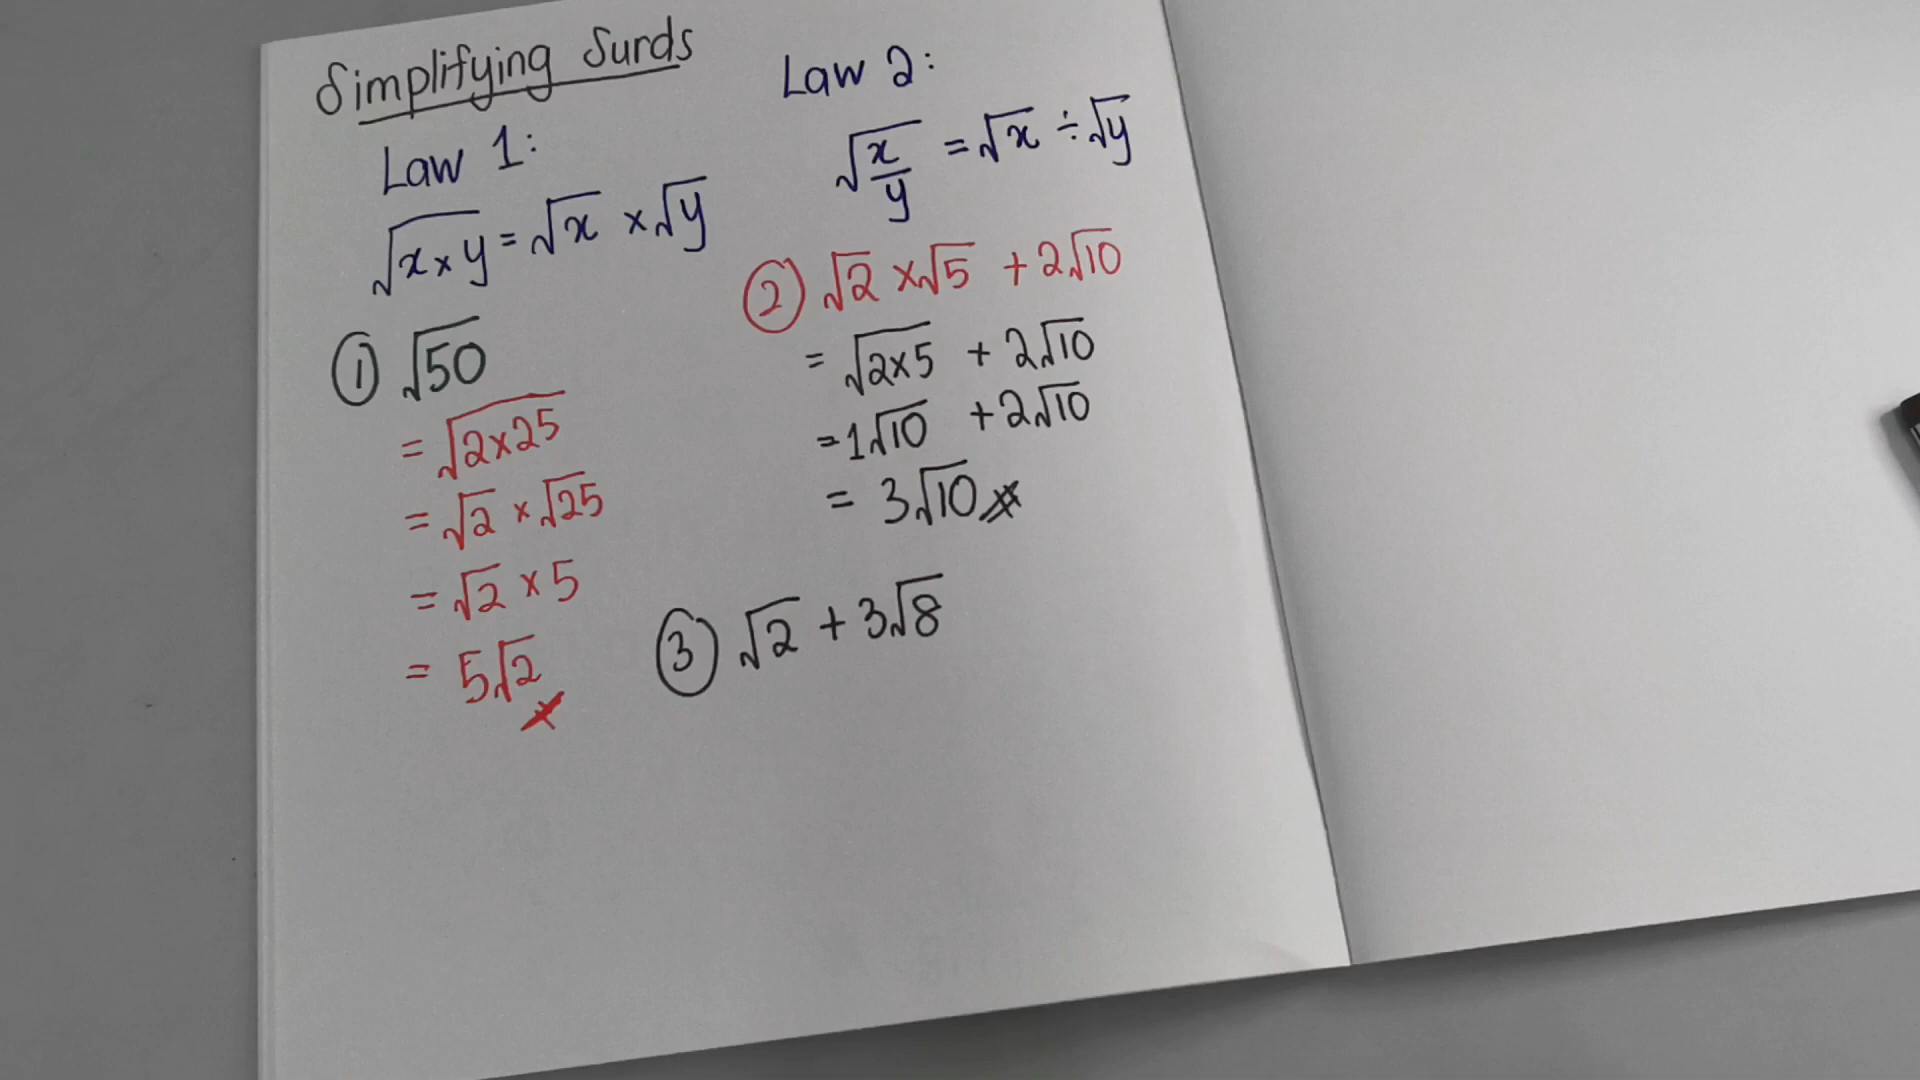 Simplifying Surds
Law 1:
√(x×y) = √x × √y
① √50
= √(2×25)
= √2 × √25
= √2 × 5
= 5√2
Law 2:
√(x/y) = √x ÷ √y
② √2 × √5 + 2√10
= √(2×5) + 2√10
= 1√10 + 2√10
= 3√10
③ √2 + 3√8